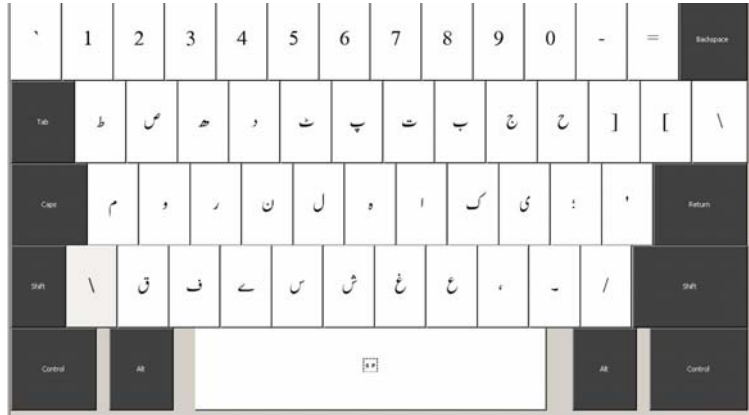 ` 1 2 3 4 5 6 7 8 9 0 - = Backspace
Tab ط ص ھ د ٹ پ ت ب ج ح ] [ \
Caps م و ر ن ل ہ ا ک ی ؛ ' Return
Shift \ ق ف ے س ش غ ع ، ۔ / Shift
Control Alt SP Alt Control